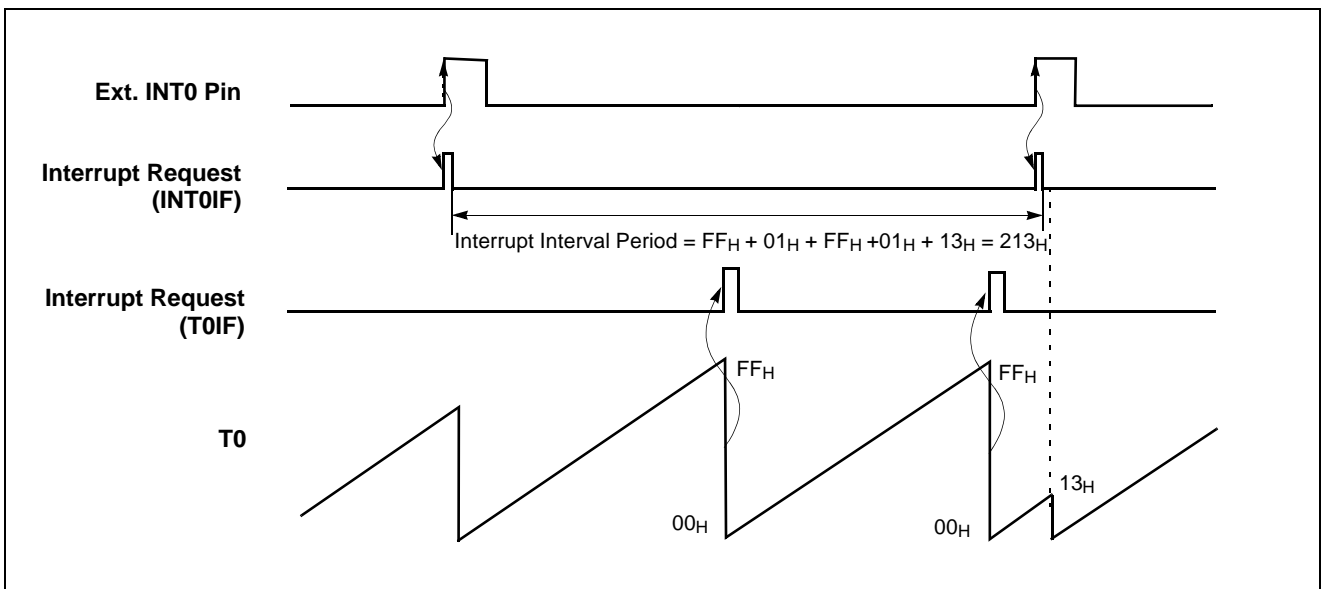 Ext. INT0 Pin
Interrupt Request
(INT0IF)
Interrupt Interval Period = FFH + 01H + FFH +01H + 13H = 213H
Interrupt Request
(T0IF)
FFH
FFH
T0
13H
00H
00H